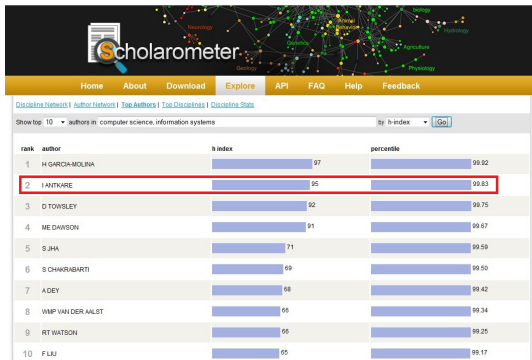 biology
Neurology
Animal
Behavior
Hydrology
Scholarometer
Genetics
Agriculture
Geology
Physiology
Home About Download Explore API FAQ Help Feedback
Discipline Network | Author Network | Top Authors | Top Disciplines | Discipline Stats
Show top 10 authors in computer science, information systems by h-index Go
rank author h index percentile
1 H GARCIA-MOLINA 97 99.92
2 I ANTKARE 95 99.83
3 D TOWSLEY 92 99.75
4 ME DAWSON 91 99.67
5 S JHA 71 99.59
6 S CHAKRABARTI 69 99.50
7 A DEY 68 99.42
8 WMP VAN DER AALST 66 99.34
9 RT WATSON 66 99.25
10 F LIU 65 99.17